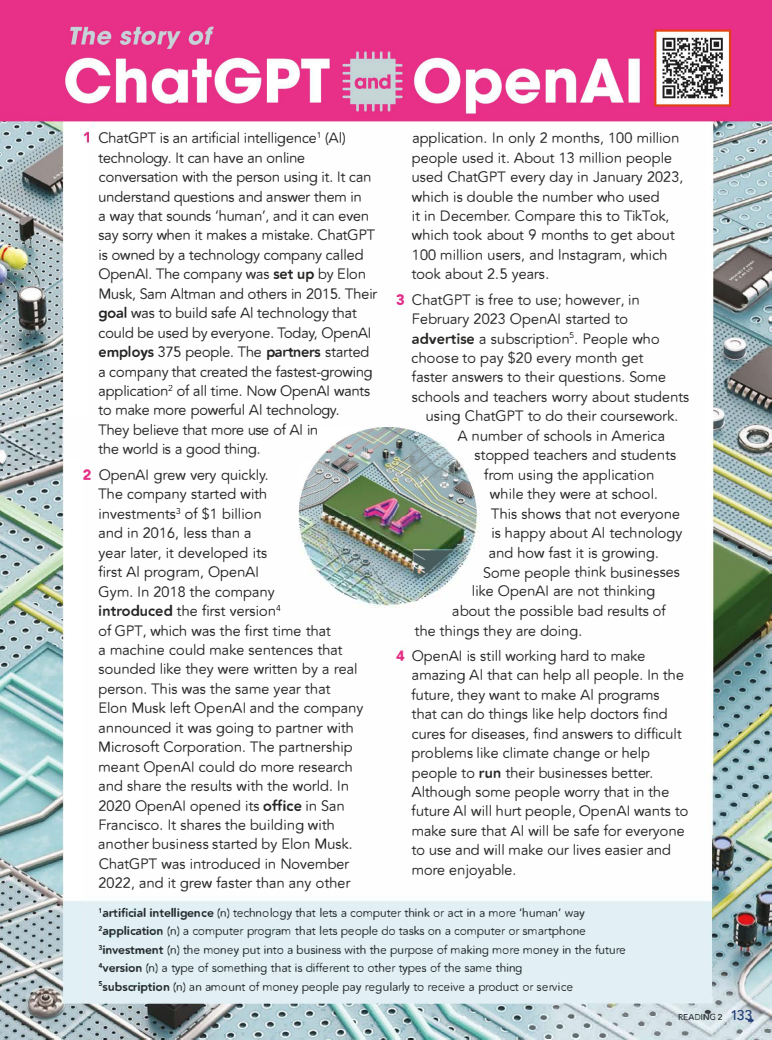 The story of
ChatGPT and OpenAI
1 ChatGPT is an artificial intelligence¹ (AI)
technology. It can have an online
conversation with the person using it. It can
understand questions and answer them in
a way that sounds ‘human’, and it can even
say sorry when it makes a mistake. ChatGPT
is owned by a technology company called
OpenAI. The company was set up by Elon
Musk, Sam Altman and others in 2015. Their
goal was to build safe AI technology that
could be used by everyone. Today, OpenAI
employs 375 people. The partners started
a company that created the fastest-growing
application² of all time. Now OpenAI wants
to make more powerful AI technology.
They believe that more use of AI in
the world is a good thing.
2 OpenAI grew very quickly.
The company started with
investments³ of $1 billion
and in 2016, less than a
year later, it developed its
first AI program, OpenAI
Gym. In 2018 the company
introduced the first version⁴
of GPT, which was the first time that
a machine could make sentences that
sounded like they were written by a real
person. This was the same year that
Elon Musk left OpenAI and the company
announced it was going to partner with
Microsoft Corporation. The partnership
meant OpenAI could do more research
and share the results with the world. In
2020 OpenAI opened its office in San
Francisco. It shares the building with
another business started by Elon Musk.
ChatGPT was introduced in November
2022, and it grew faster than any other
application. In only 2 months, 100 million
people used it. About 13 million people
used ChatGPT every day in January 2023,
which is double the number who used
it in December. Compare this to TikTok,
which took about 9 months to get about
100 million users, and Instagram, which
took about 2.5 years.
3 ChatGPT is free to use; however, in
February 2023 OpenAI started to
advertise a subscription⁵. People who
choose to pay $20 every month get
faster answers to their questions. Some
schools and teachers worry about students
using ChatGPT to do their coursework.
A number of schools in America
stopped teachers and students
from using the application
while they were at school.
This shows that not everyone
is happy about AI technology
and how fast it is growing.
Some people think businesses
like OpenAI are not thinking
about the possible bad results of
the things they are doing.
4 OpenAI is still working hard to make
amazing AI that can help all people. In the
future, they want to make AI programs
that can do things like help doctors find
cures for diseases, find answers to difficult
problems like climate change or help
people to run their businesses better.
Although some people worry that in the
future AI will hurt people, OpenAI wants to
make sure that AI will be safe for everyone
to use and will make our lives easier and
more enjoyable.
AI
¹artificial intelligence (n) technology that lets a computer think or act in a more ‘human’ way
²application (n) a computer program that lets people do tasks on a computer or smartphone
³investment (n) the money put into a business with the purpose of making more money in the future
⁴version (n) a type of something that is different to other types of the same thing
⁵subscription (n) an amount of money people pay regularly to receive a product or service
READING 2 133